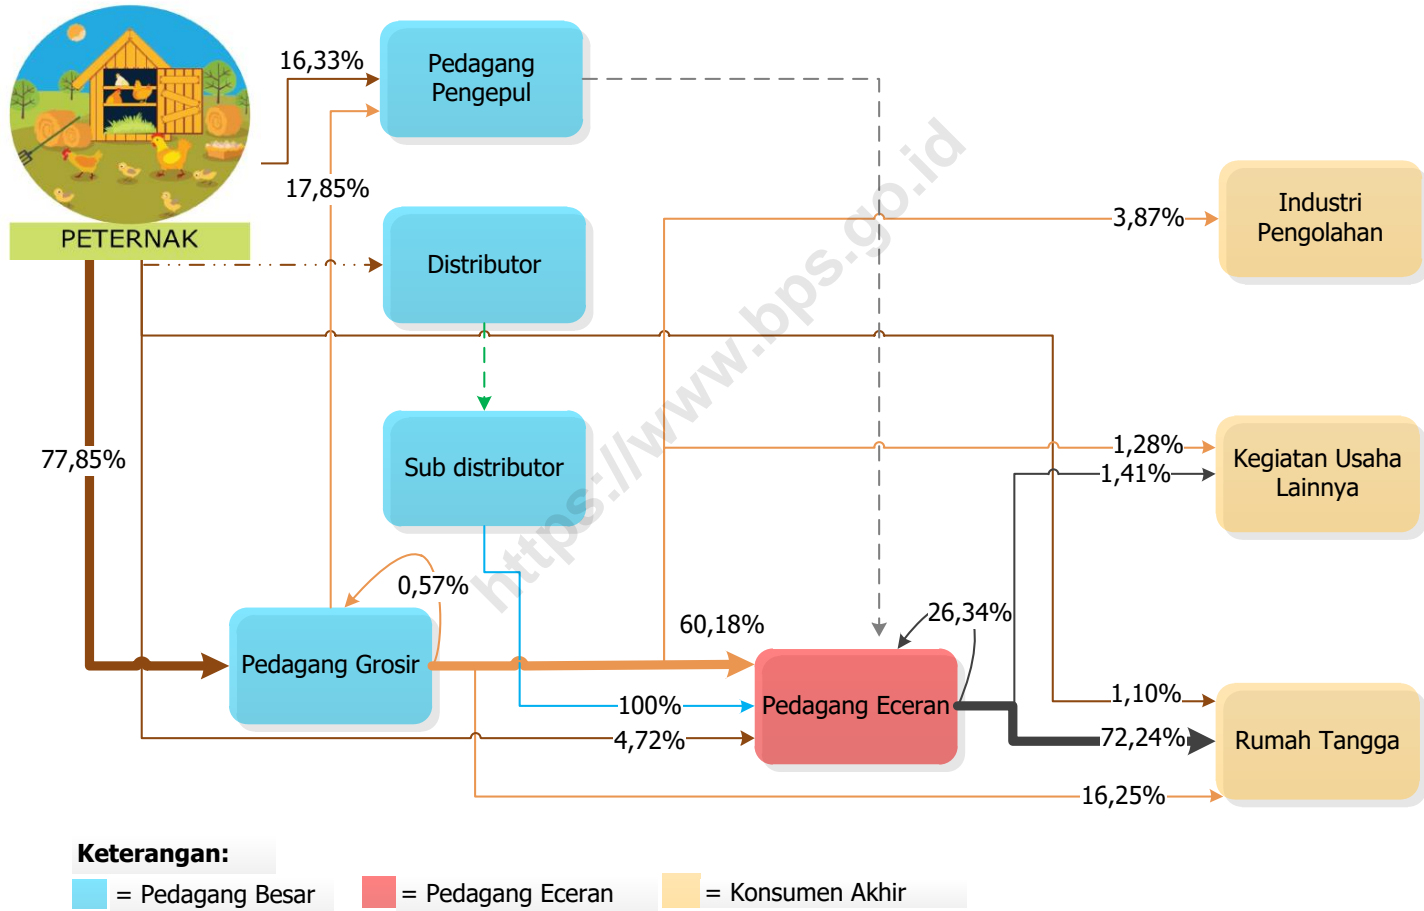 16,33%
Pedagang
Pengepul
17,85%
PETERNAK
Distributor
3,87%
Industri
Pengolahan
77,85%
Sub distributor
1,28%
1,41%
Kegiatan Usaha
Lainnya
0,57%
60,18%
26,34%
Pedagang Grosir
100%
Pedagang Eceran
4,72%
1,10%
72,24%
Rumah Tangga
16,25%
https://www.bps.go.id
Keterangan:
= Pedagang Besar
= Pedagang Eceran
= Konsumen Akhir